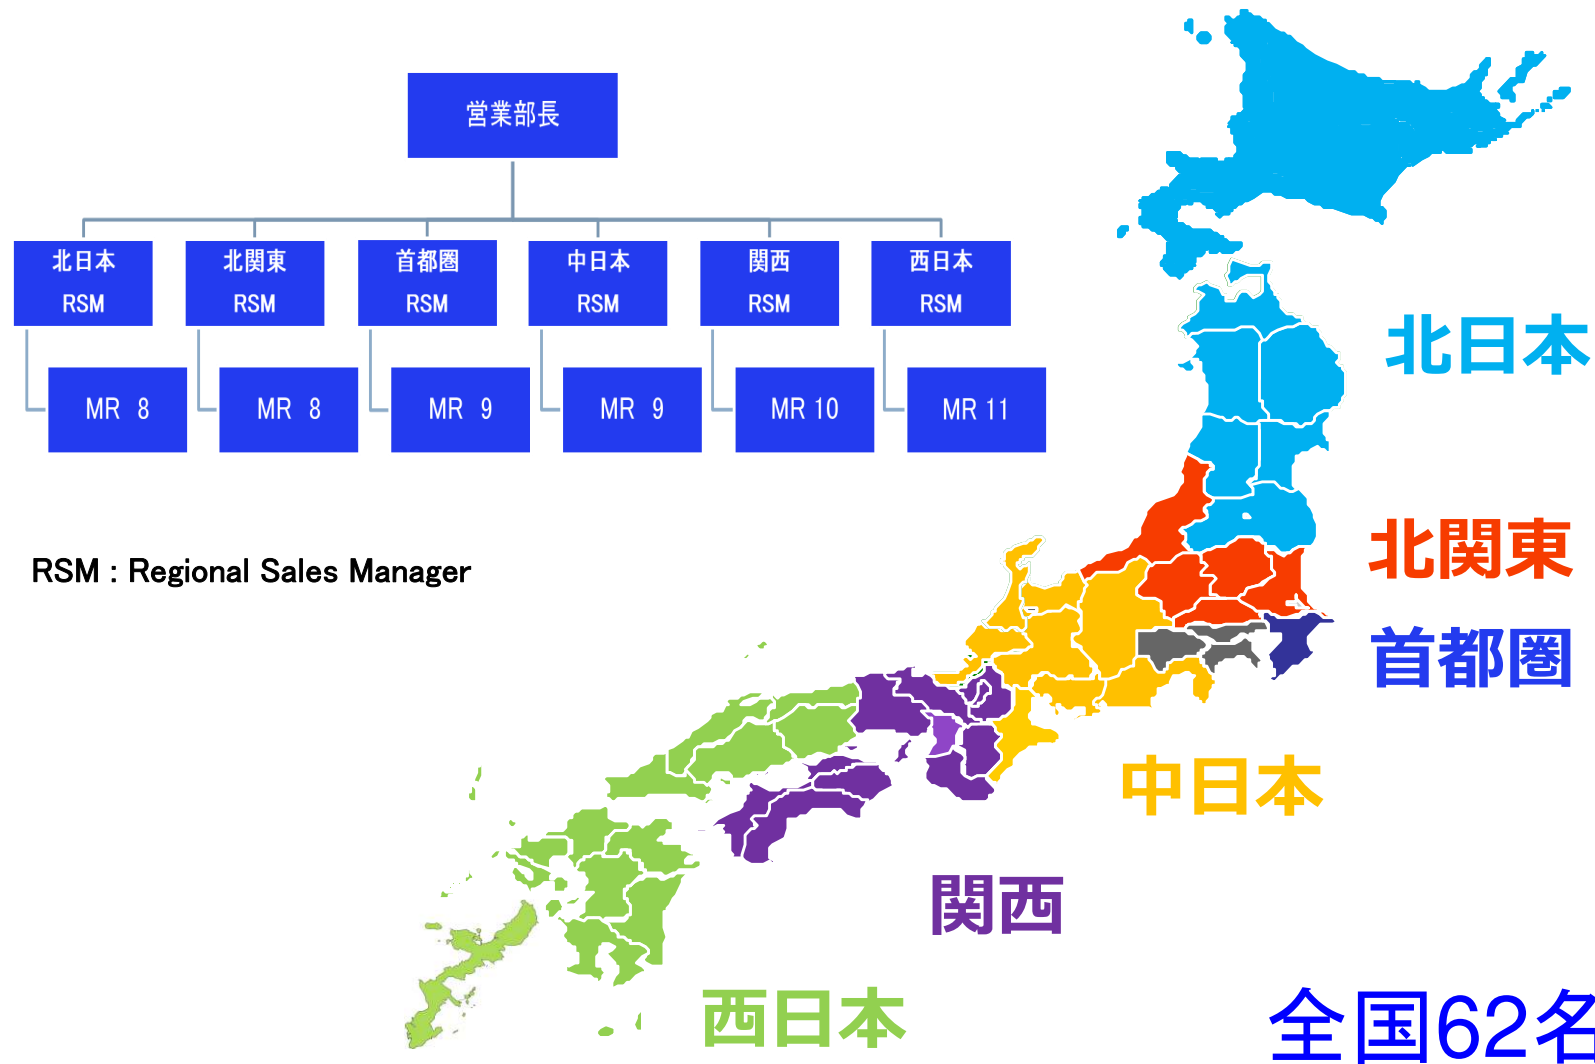 営業部長
北日本
RSM
北関東
RSM
首都圏
RSM
中日本
RSM
関西
RSM
西日本
RSM
MR 8
MR 8
MR 9
MR 9
MR 10
MR 11
RSM : Regional Sales Manager
北日本
北関東
首都圏
中日本
関西
西日本
全国62名